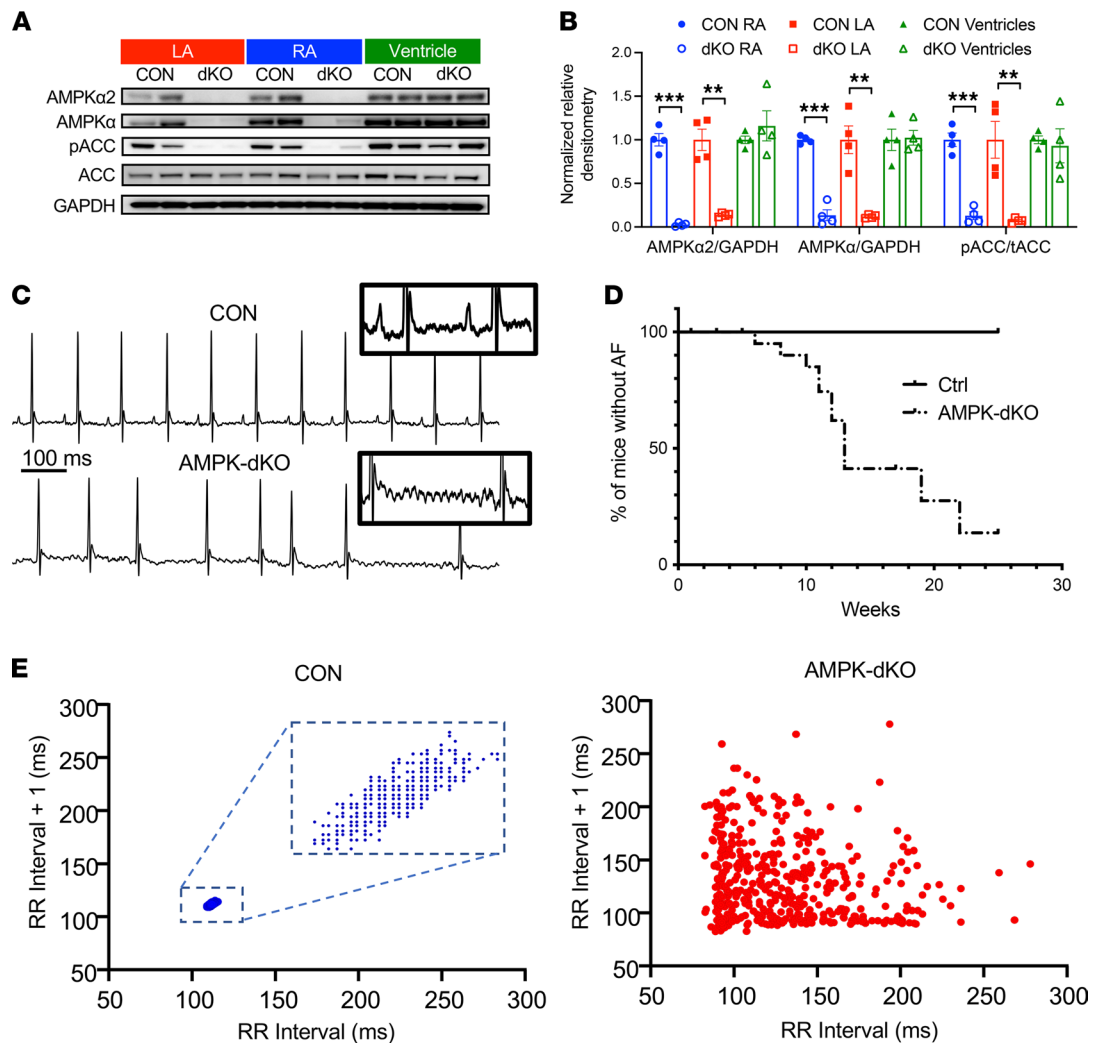 A
LA RA Ventricle
CON dKO CON dKO CON dKO
AMPKα2
AMPKα
pACC
ACC
GAPDH
B
CON RA CON LA CON Ventricles
dKO RA dKO LA dKO Ventricles
Normalized relative
densitometry
2.0
1.5
1.0
0.5
0.0
*** ** *** ** *** **
AMPKα2/GAPDH AMPKα/GAPDH pACC/tACC
C
CON
100 ms
AMPK-dKO
D
% of mice without AF
100
50
0
Ctrl
AMPK-dKO
0 10 20 30
Weeks
E
CON
RR Interval + 1 (ms)
300
250
200
150
100
50
50 100 150 200 250 300
RR Interval (ms)
AMPK-dKO
RR Interval + 1 (ms)
300
250
200
150
100
50
50 100 150 200 250 300
RR Interval (ms)